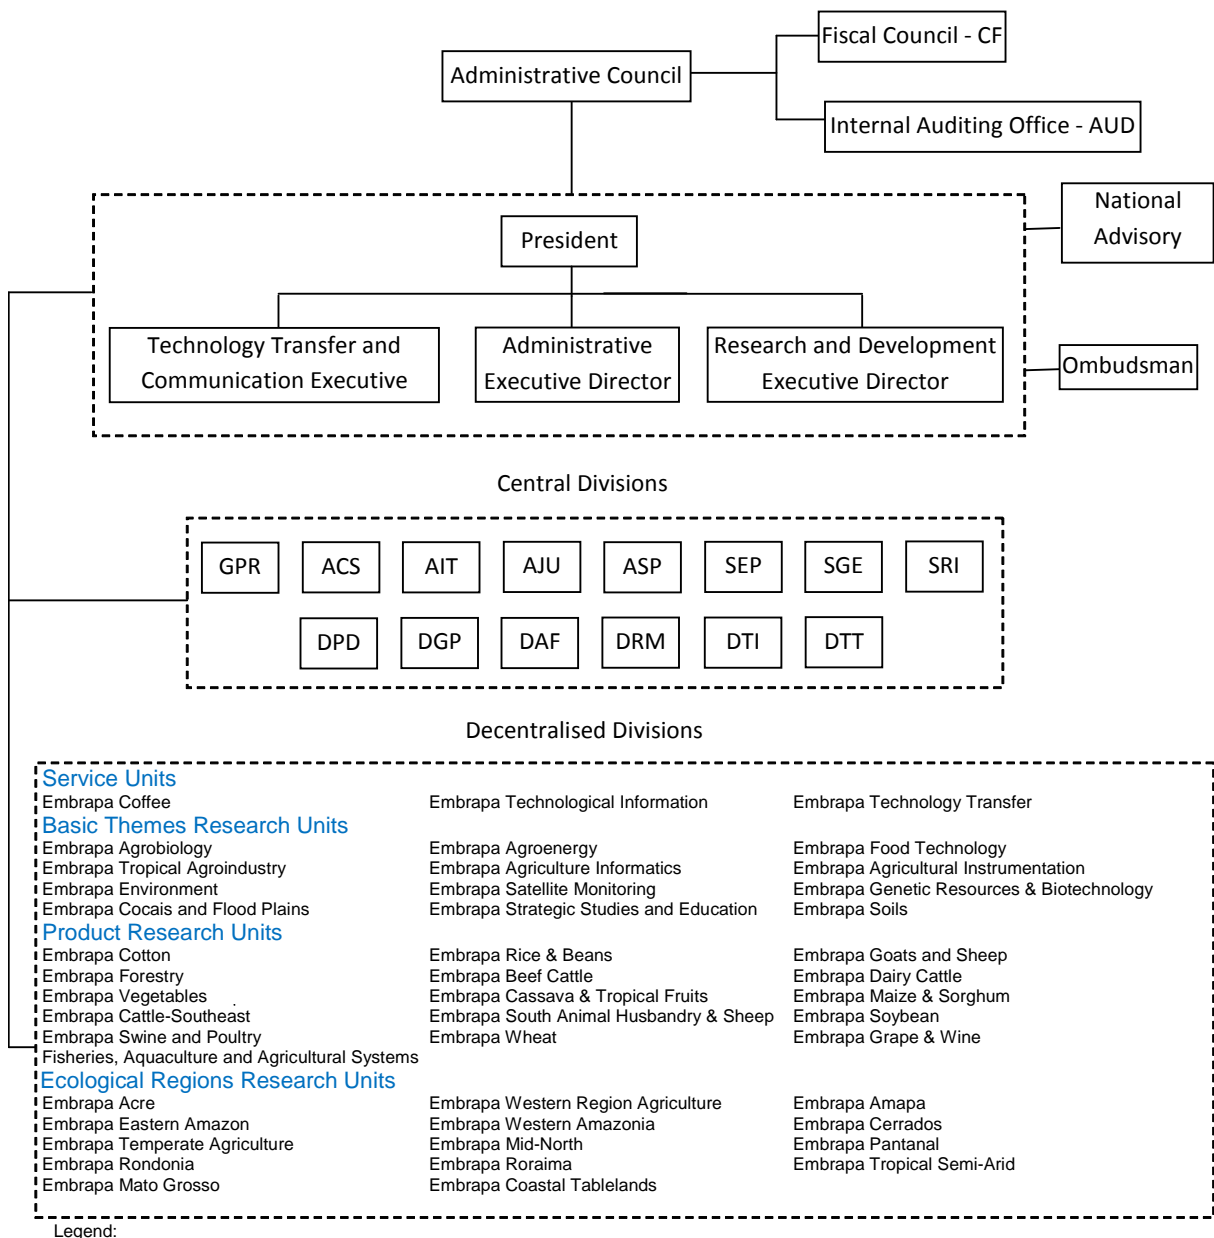 Fiscal Council - CF
Administrative Council
Internal Auditing Office - AUD
National
Advisory
President
Technology Transfer and
Communication Executive
Administrative
Executive Director
Research and Development
Executive Director
Ombudsman
Central Divisions
GPR ACS AIT AJU ASP SEP SGE SRI
DPD DGP DAF DRM DTI DTT
Decentralised Divisions
Service Units
Embrapa Coffee Embrapa Technological Information Embrapa Technology Transfer
Basic Themes Research Units
Embrapa Agrobiology Embrapa Agroenergy Embrapa Food Technology
Embrapa Tropical Agroindustry Embrapa Agriculture Informatics Embrapa Agricultural Instrumentation
Embrapa Environment Embrapa Satellite Monitoring Embrapa Genetic Resources & Biotechnology
Embrapa Cocais and Flood Plains Embrapa Strategic Studies and Education Embrapa Soils
Product Research Units
Embrapa Cotton Embrapa Rice & Beans Embrapa Goats and Sheep
Embrapa Forestry Embrapa Beef Cattle Embrapa Dairy Cattle
Embrapa Vegetables Embrapa Cassava & Tropical Fruits Embrapa Maize & Sorghum
Embrapa Cattle-Southeast Embrapa South Animal Husbandry & Sheep Embrapa Soybean
Embrapa Swine and Poultry Embrapa Wheat Embrapa Grape & Wine
Fisheries, Aquaculture and Agricultural Systems
Ecological Regions Research Units
Embrapa Acre Embrapa Western Region Agriculture Embrapa Amapa
Embrapa Eastern Amazon Embrapa Western Amazonia Embrapa Cerrados
Embrapa Temperate Agriculture Embrapa Mid-North Embrapa Pantanal
Embrapa Rondonia Embrapa Roraima Embrapa Tropical Semi-Arid
Embrapa Mato Grosso Embrapa Coastal Tablelands
Legend: